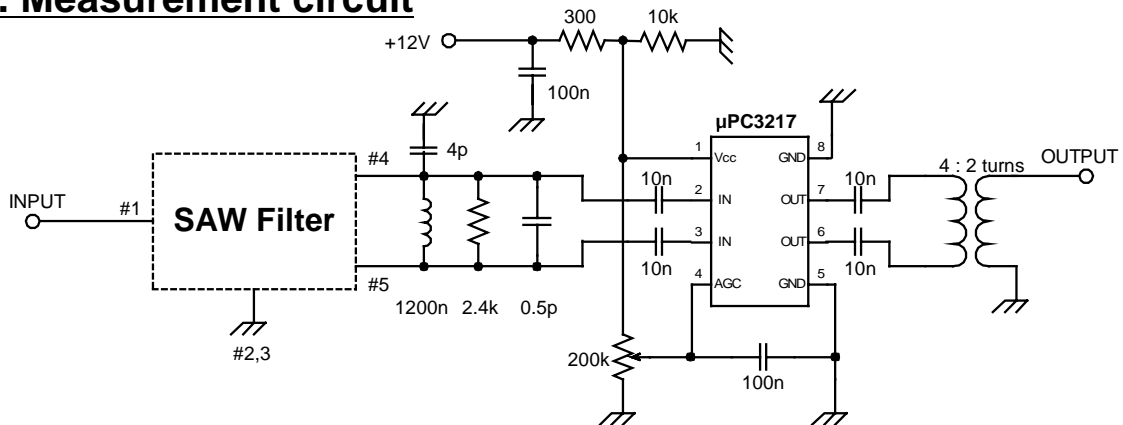 . Measurement circuit
300
10k
+12V
100n
µPC3217
#4
4p
1
Vcc
GND
8
4 : 2 turns
OUTPUT
INPUT
#1
SAW Filter
10n
2
IN
OUT
7
10n
3
IN
OUT
6
#5
10n
4
AGC
GND
5
10n
1200n
2.4k
0.5p
#2,3
200k
100n